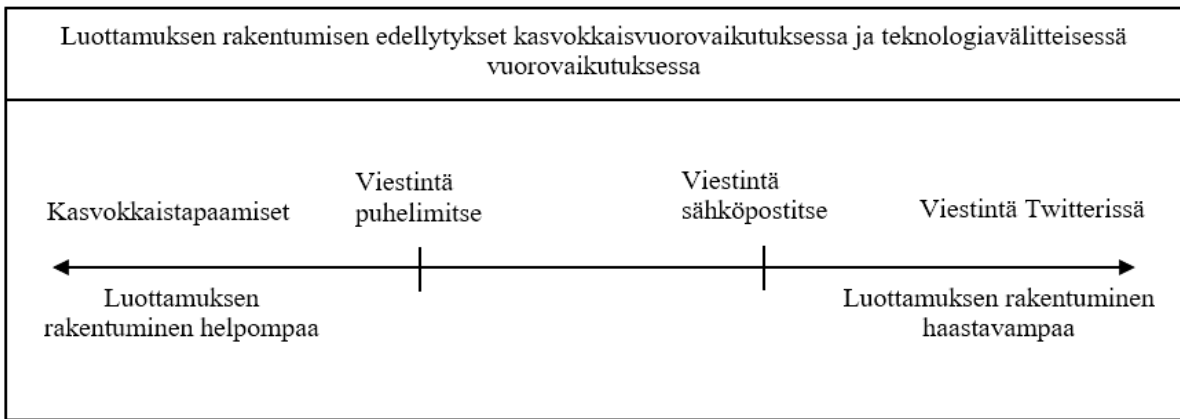 Luottamuksen rakentumisen edellytykset kasvokkaisvuorovaikutuksessa ja teknologiavälitteisessä
vuorovaikutuksessa
Kasvokkaistapaamiset
Viestintä
puhelimitse
Viestintä
sähköpostitse
Viestintä Twitterissä
Luottamuksen
rakentuminen helpompaa
Luottamuksen rakentuminen
haastavampaa